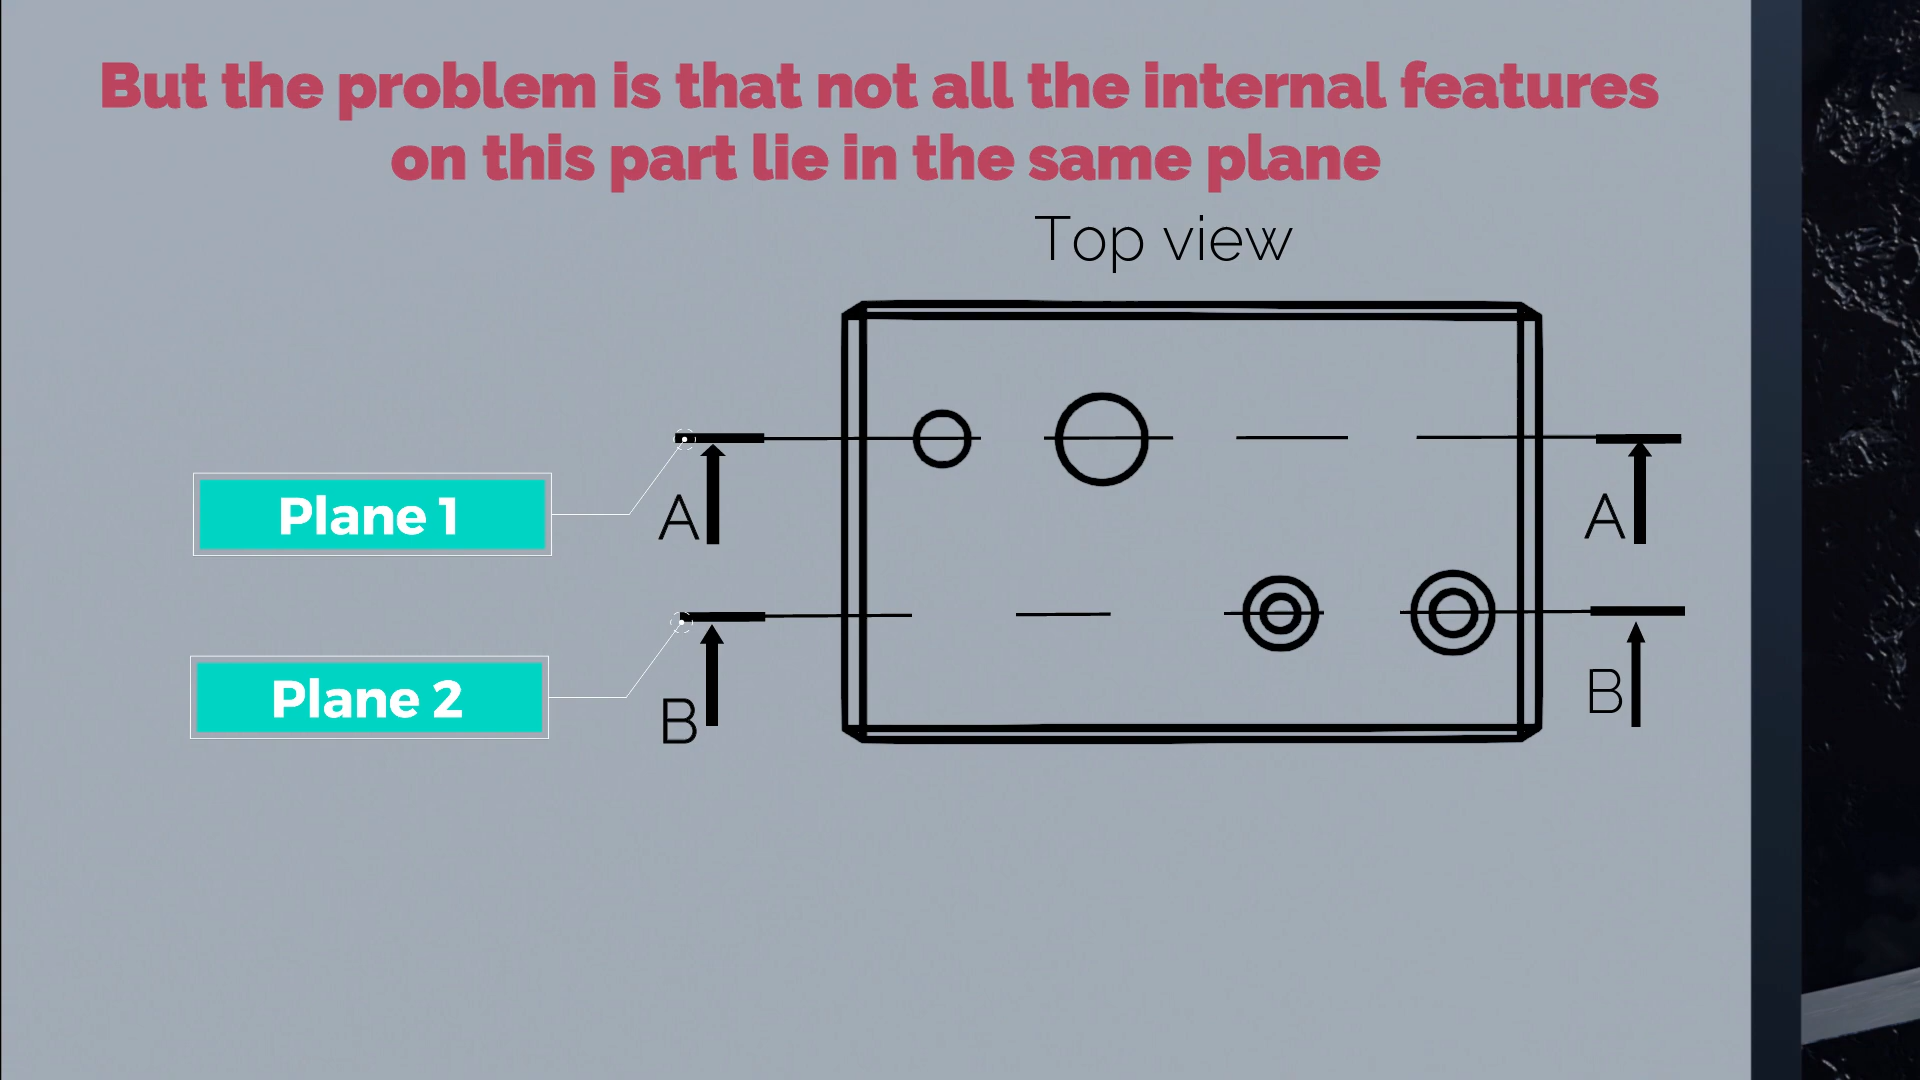 But the problem is that not all the internal features
on this part lie in the same plane
Top view
Plane 1
A
A
Plane 2
B
B